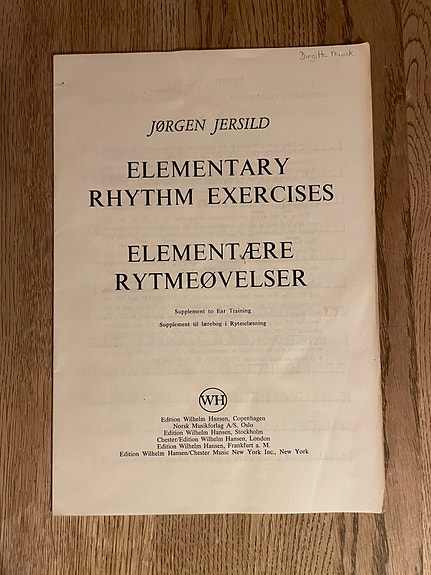 Birgitte Munck
JØRGEN JERSILD
ELEMENTARY
RHYTHM EXERCISES
ELEMENTÆRE
RYTMEØVELSER
Supplement to Ear Training
Supplement til lærebog i Rytmelæsning
WH
Edition Wilhelm Hansen, Copenhagen
Norsk Musikforlag A/S, Oslo
Edition Wilhelm Hansen, Stockholm
Chester/Edition Wilhelm Hansen, London
Edition Wilhelm Hansen, Frankfurt a. M.
Edition Wilhelm Hansen/Chester Music New York Inc., New York